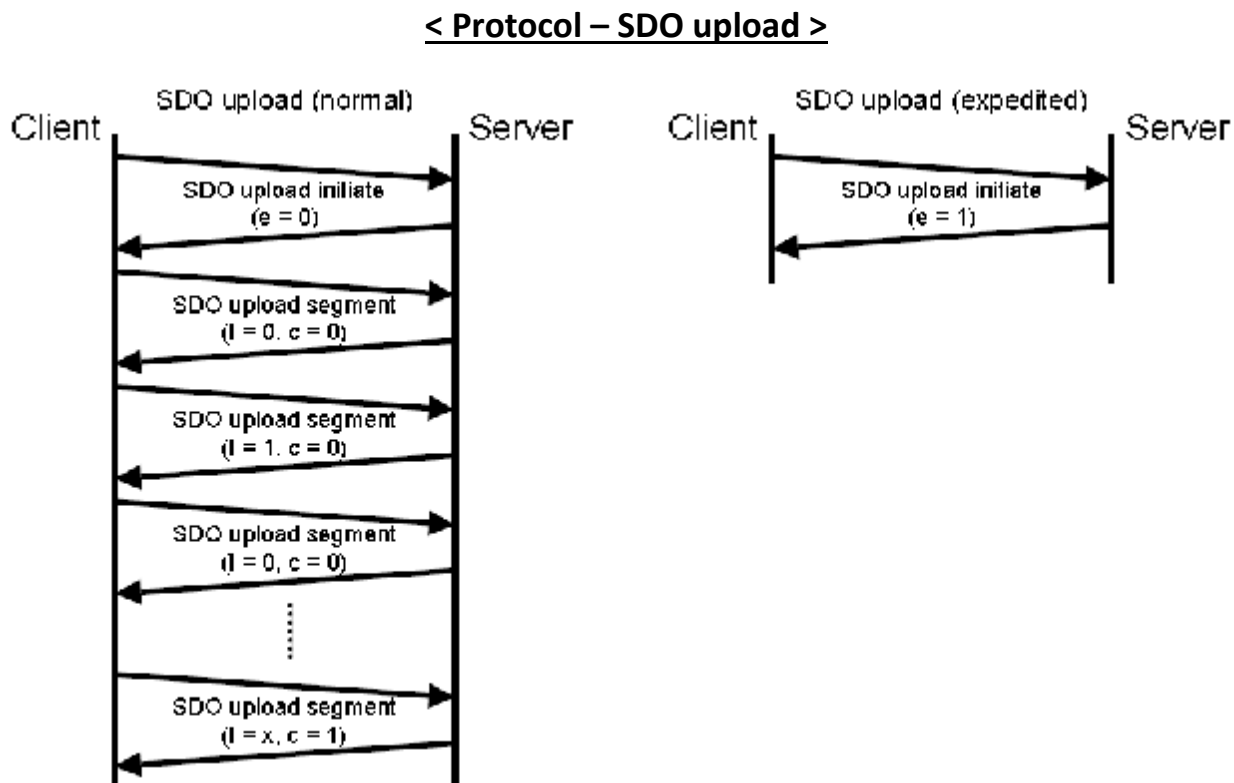 < Protocol – SDO upload >
SDO upload (normal)
Client
Server
SDO upload iniliate
(e = 0)
SDO upload segment
(l = 0. c = 0)
SDO upload segment
(l = 1. c = 0)
SDO upload segment
(l = 0, c = 0)
SDO upload segment
(l = x, c = 1)
SDO upload (expedited)
Client
Server
SDO upload initiate
(e = 1)